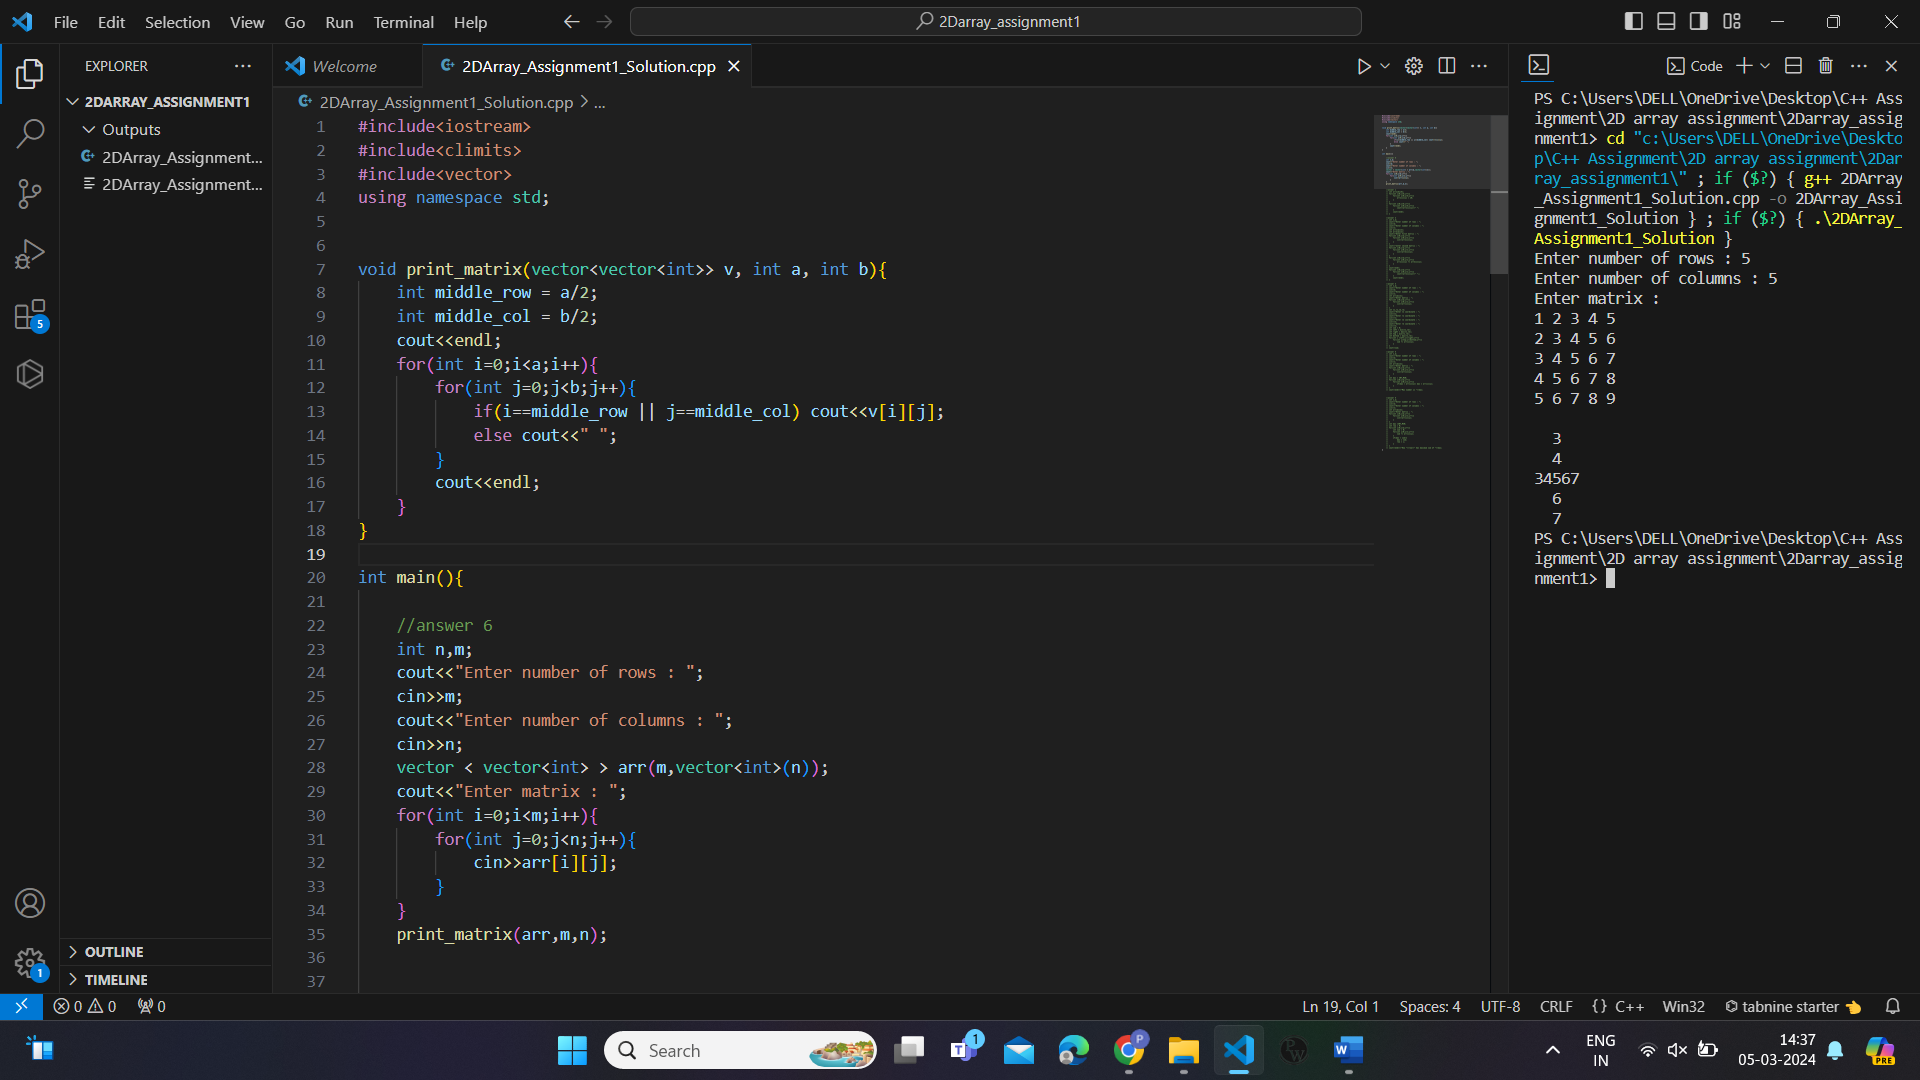 File Edit Selection View Go Run Terminal Help
2Darray_assignment1
EXPLORER
2DARRAY_ASSIGNMENT1
Outputs
2DArray_Assignment...
2DArray_Assignment...
OUTLINE
TIMELINE
5
1
Welcome
2DArray_Assignment1_Solution.cpp
2DArray_Assignment1_Solution.cpp > ...
1 #include<iostream>
2 #include<climits>
3 #include<vector>
4 using namespace std;
5
6
7 void print_matrix(vector<vector<int>> v, int a, int b){
8 int middle_row = a/2;
9 int middle_col = b/2;
10 cout<<endl;
11 for(int i=0;i<a;i++){
12 for(int j=0;j<b;j++){
13 if(i==middle_row || j==middle_col) cout<<v[i][j];
14 else cout<<" ";
15 }
16 cout<<endl;
17 }
18 }
19
20 int main(){
21
22 //answer 6
23 int n,m;
24 cout<<"Enter number of rows : ";
25 cin>>m;
26 cout<<"Enter number of columns : ";
27 cin>>n;
28 vector < vector<int> > arr(m,vector<int>(n));
29 cout<<"Enter matrix : ";
30 for(int i=0;i<m;i++){
31 for(int j=0;j<n;j++){
32 cin>>arr[i][j];
33 }
34 }
35 print_matrix(arr,m,n);
36
37
Code
PS C:\Users\DELL\OneDrive\Desktop\C++ Ass
ignment\2D array assignment\2Darray_assig
nment1> cd "c:\Users\DELL\OneDrive\Deskto
p\C++ Assignment\2D array assignment\2Dar
ray_assignment1\" ; if ($?) { g++ 2DArray
_Assignment1_Solution.cpp -o 2DArray_Assi
gnment1_Solution } ; if ($?) { .\2DArray_
Assignment1_Solution }
Enter number of rows : 5
Enter number of columns : 5
Enter matrix :
1 2 3 4 5
2 3 4 5 6
3 4 5 6 7
4 5 6 7 8
5 6 7 8 9
3
4
34567
6
7
PS C:\Users\DELL\OneDrive\Desktop\C++ Ass
ignment\2D array assignment\2Darray_assig
nment1>
0 0 0
Ln 19, Col 1 Spaces: 4 UTF-8 CRLF {} C++ Win32 tabnine starter
Search
1
P
W
ENG
IN
14:37
05-03-2024
PRE